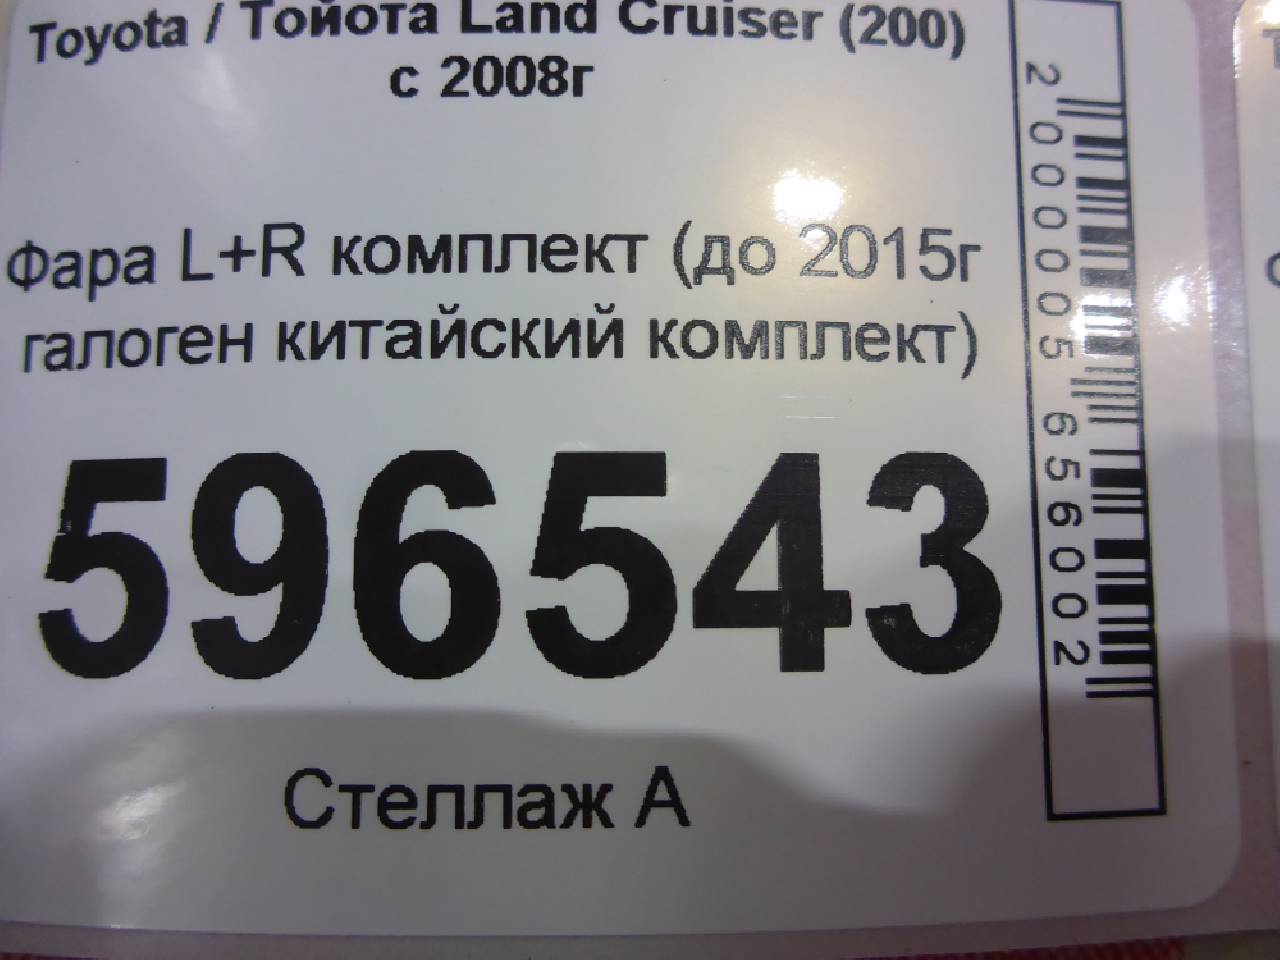 Toyota / Тойота Land Cruiser (200)
с 2008г
Фара L+R комплект (до 2015г
галоген китайский комплект)
596543
Стеллаж А
2000005656002